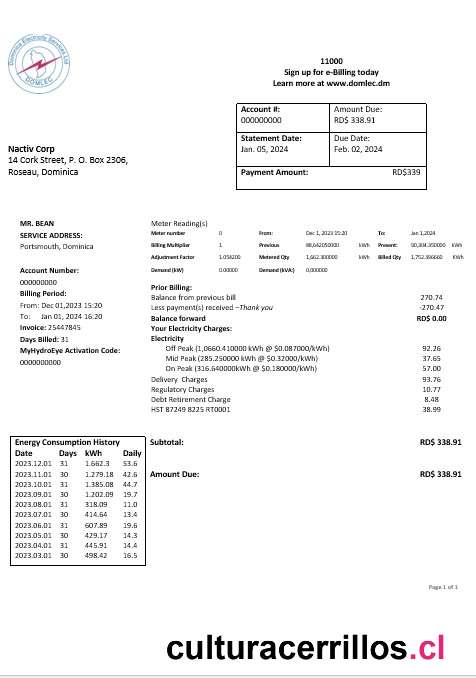 Dominica Electricity Services Ltd
DOMLEC
11000
Sign up for e-Billing today
Learn more at www.domlec.dm
Account #:
000000000
Amount Due:
RD$ 338.91
Statement Date:
Jan. 05, 2024
Due Date:
Feb. 02, 2024
Payment Amount: RD$339
Nactiv Corp
14 Cork Street, P. O. Box 2306,
Roseau, Dominica
MR. BEAN
SERVICE ADDRESS:
Portsmouth, Dominica
Account Number:
000000000
Billing Period:
From: Dec 01,2023 15:20
To: Jan 01, 2024 16:20
Invoice: 25447845
Days Billed: 31
MyHydroEye Activation Code:
0000000000
Meter Reading(s)
Meter number 0 From: Dec 1, 2023 15:20 To: Jan 1,2024
Billing Multiplier 1 Previous 88,642050000 kWh Present: 90,304.350000 kWh
Adjustment Factor 1.054200 Metered Qty 1,662.300000 kWh Billed Qty 1,752.396660 kWh
Demand (kW) 0.00000 Demand (kVA) 0,000000
Prior Billing:
Balance from previous bill 270.74
Less payment(s) received –Thank you -270.47
Balance forward RD$ 0.00
Your Electricity Charges:
Electricity
Off Peak (1,0660.410000 kWh @ $0.087000/kWh) 92.26
Mid Peak (285.250000 kWh @ $0.32000/kWh) 37.65
On Peak (316.640000kWh @ $0.180000/kWh) 57.00
Delivery Charges 93.76
Regulatory Charges 10.77
Debt Retirement Charge 8.48
HST 87249 8225 RT0001 38.99
Subtotal: RD$ 338.91
Amount Due: RD$ 338.91
Energy Consumption History
Date Days kWh Daily
2023.12.01 31 1.662.3 53.6
2023.11.01 30 1.279.18 42.6
2023.10.01 31 1.385.08 44.7
2023.09.01 30 1.202.09 19.7
2023.08.01 31 318.09 11.0
2023.07.01 30 414.64 13.4
2023.06.01 31 607.89 19.6
2023.05.01 30 429.17 14.3
2023.04.01 31 445.91 14.4
2023.03.01 30 498.42 16.5
Page 1 of 1
culturacerrillos.cl